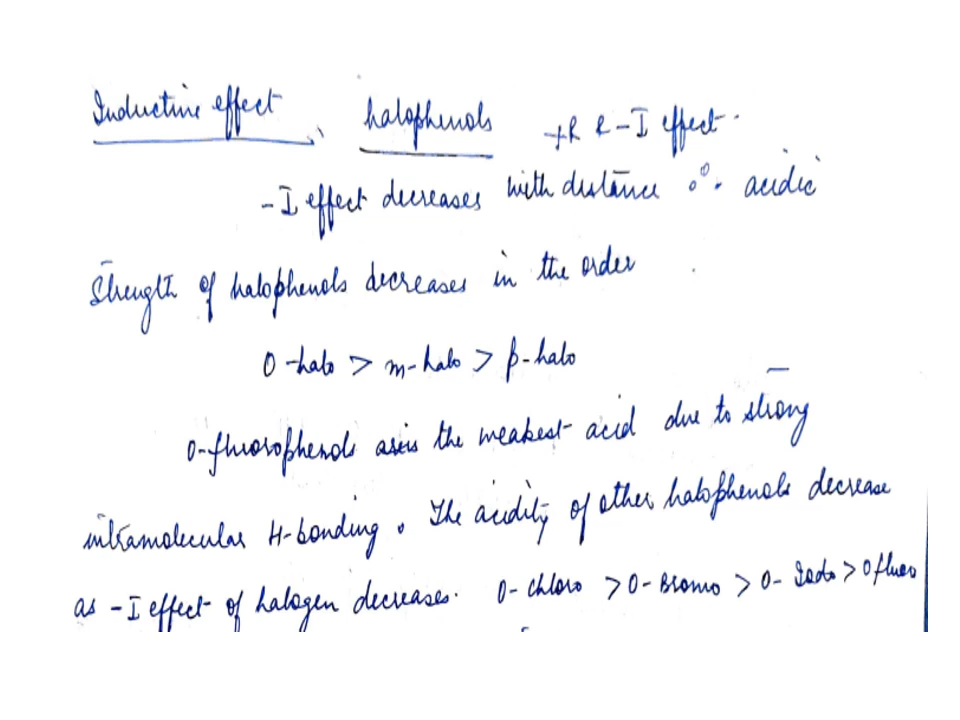 Inductive effect, halophenols +R & -I effect.
-I effect decreases with distance ∴ acidic
Strength of halophenols decreases in the order
O-halo > m-halo > p-halo
O-fluorophenols is the weakest acid due to strong
intramolecular H-bonding. The acidity of other halophenols decrease
as -I effect of halogen decreases. O-chloro > O-Bromo > O-Iodo > O fluoro